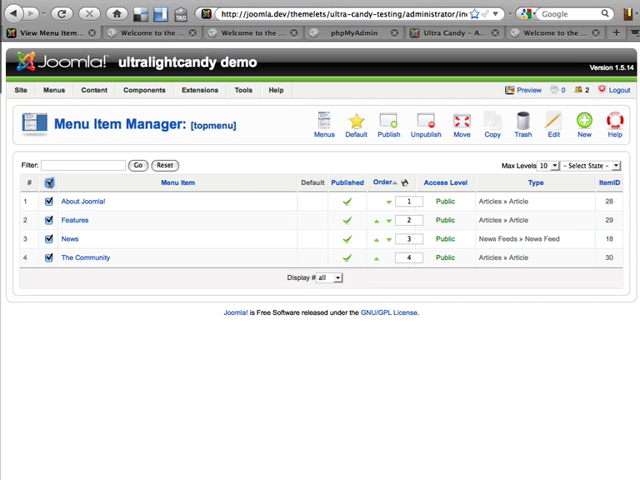 http://joomla.dev/themelets/ultra-candy-testing/administrator/in
Google
View Menu Item... Welcome to the ... Welcome to the ... phpMyAdmin Ultra Candy - A... Welcome to the ...
Joomla! ultralightcandy demo
Version 1.5.14
Site Menus Content Components Extensions Tools Help Preview 0 2 Logout
Menu Item Manager: [topmenu]
Menus Default Publish Unpublish Move Copy Trash Edit New Help
Filter: Go Reset Max Levels 10 - Select State -
# Menu Item Default Published Order Access Level Type ItemID
1 About Joomla! 1 Public Articles » Article 28
2 Features 2 Public Articles » Article 29
3 News 3 Public News Feeds » News Feed 18
4 The Community 4 Public Articles » Article 30
Display # all
Joomla! is Free Software released under the GNU/GPL License.